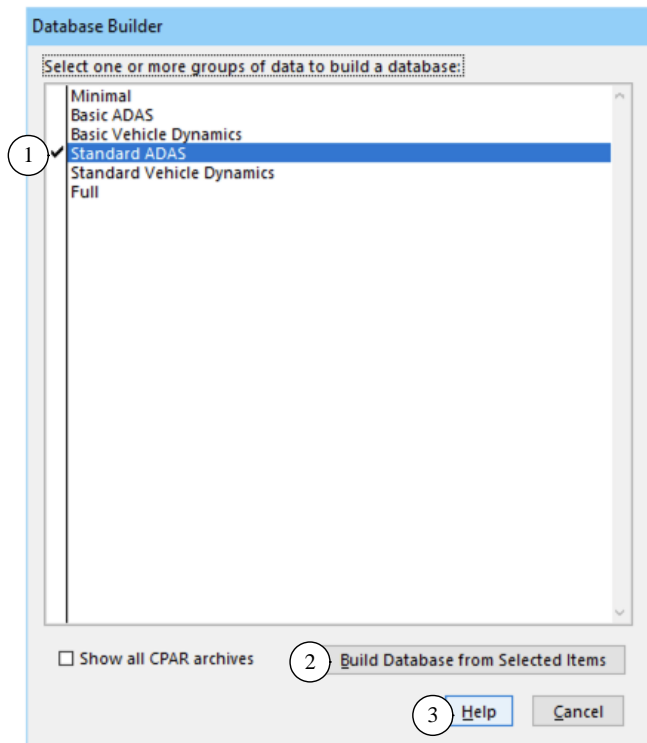 Database Builder
Select one or more groups of data to build a database:
Minimal
Basic ADAS
Basic Vehicle Dynamics
1 ✓ Standard ADAS
Standard Vehicle Dynamics
Full
Show all CPAR archives 2 Build Database from Selected Items
3 Help Cancel